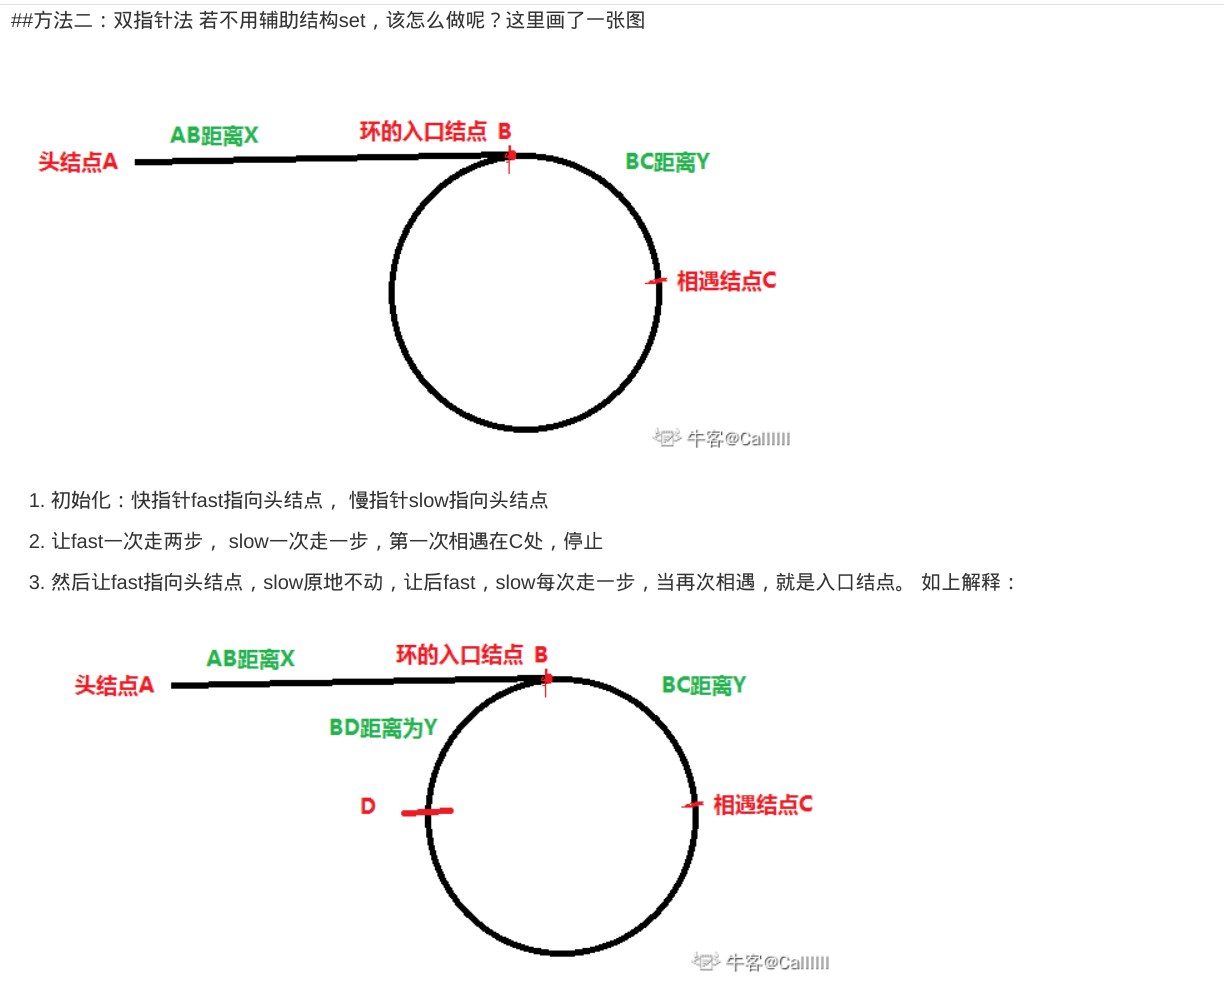 ##方法二：双指针法 若不用辅助结构set，该怎么做呢？这里画了一张图
AB距离X
环的入口结点 B
头结点A
BC距离Y
相遇结点C
牛客@Callllll
1. 初始化：快指针fast指向头结点， 慢指针slow指向头结点
2. 让fast一次走两步， slow一次走一步，第一次相遇在C处，停止
3. 然后让fast指向头结点，slow原地不动，让后fast，slow每次走一步，当再次相遇，就是入口结点。 如上解释：
AB距离X
环的入口结点 B
头结点A
BC距离Y
BD距离为Y
D
相遇结点C
牛客@Callllll